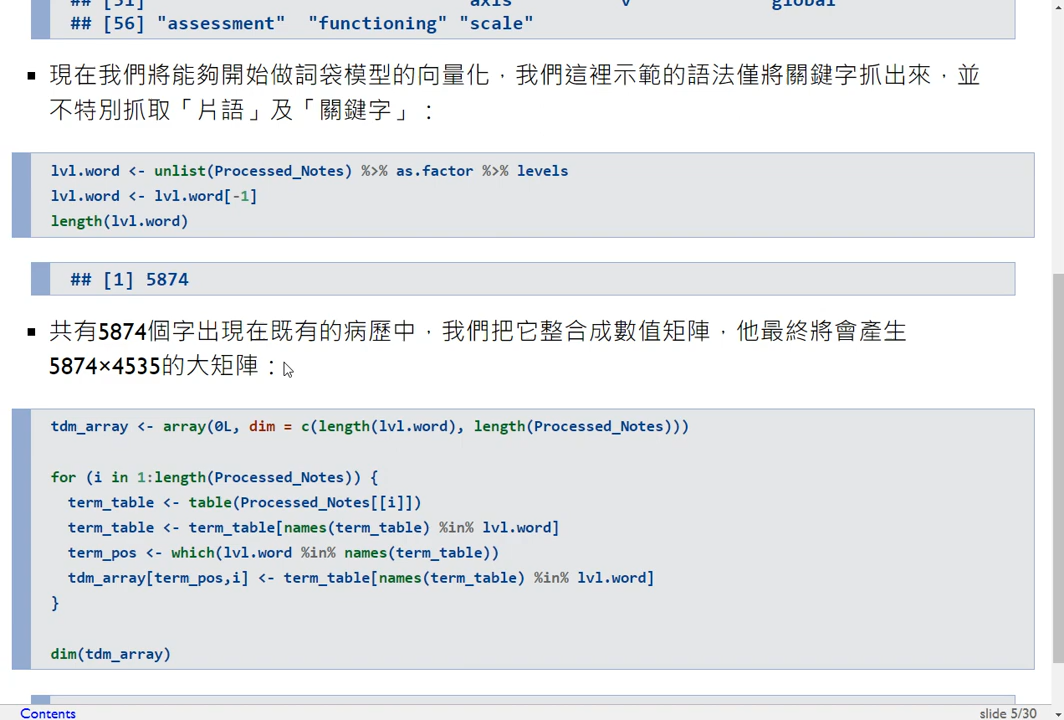 ## [51] axis v global
## [56] "assessment" "functioning" "scale"
現在我們將能夠開始做詞袋模型的向量化，我們這裡示範的語法僅將關鍵字抓出來，並
不特別抓取「片語」及「關鍵字」：
lvl.word <- unlist(Processed_Notes) %>% as.factor %>% levels
lvl.word <- lvl.word[-1]
length(lvl.word)
## [1] 5874
共有5874個字出現在既有的病歷中，我們把它整合成數值矩陣，他最終將會產生
5874×4535的大矩陣：
tdm_array <- array(0L, dim = c(length(lvl.word), length(Processed_Notes)))
for (i in 1:length(Processed_Notes)) {
  term_table <- table(Processed_Notes[[i]])
  term_table <- term_table[names(term_table) %in% lvl.word]
  term_pos <- which(lvl.word %in% names(term_table))
  tdm_array[term_pos,i] <- term_table[names(term_table) %in% lvl.word]
}
dim(tdm_array)
Contents
slide 5/30